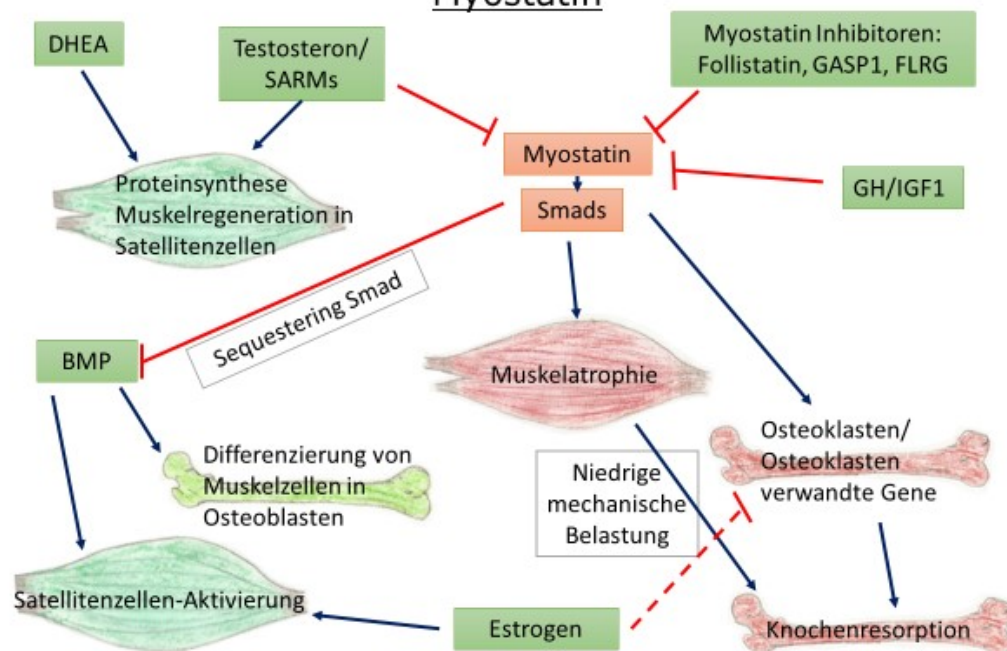 Myostatin
DHEA
Testosteron/
SARMs
Myostatin Inhibitoren:
Follistatin, GASP1, FLRG
Myostatin
Smads
GH/IGF1
Proteinsynthese
Muskelregeneration in
Satellitenzellen
Sequestering Smad
BMP
Muskelatrophie
Differenzierung von
Muskelzellen in
Osteoblasten
Niedrige
mechanische
Belastung
Osteoklasten/
Osteoklasten
verwandte Gene
Satellitenzellen-Aktivierung
Estrogen
Knochenresorption